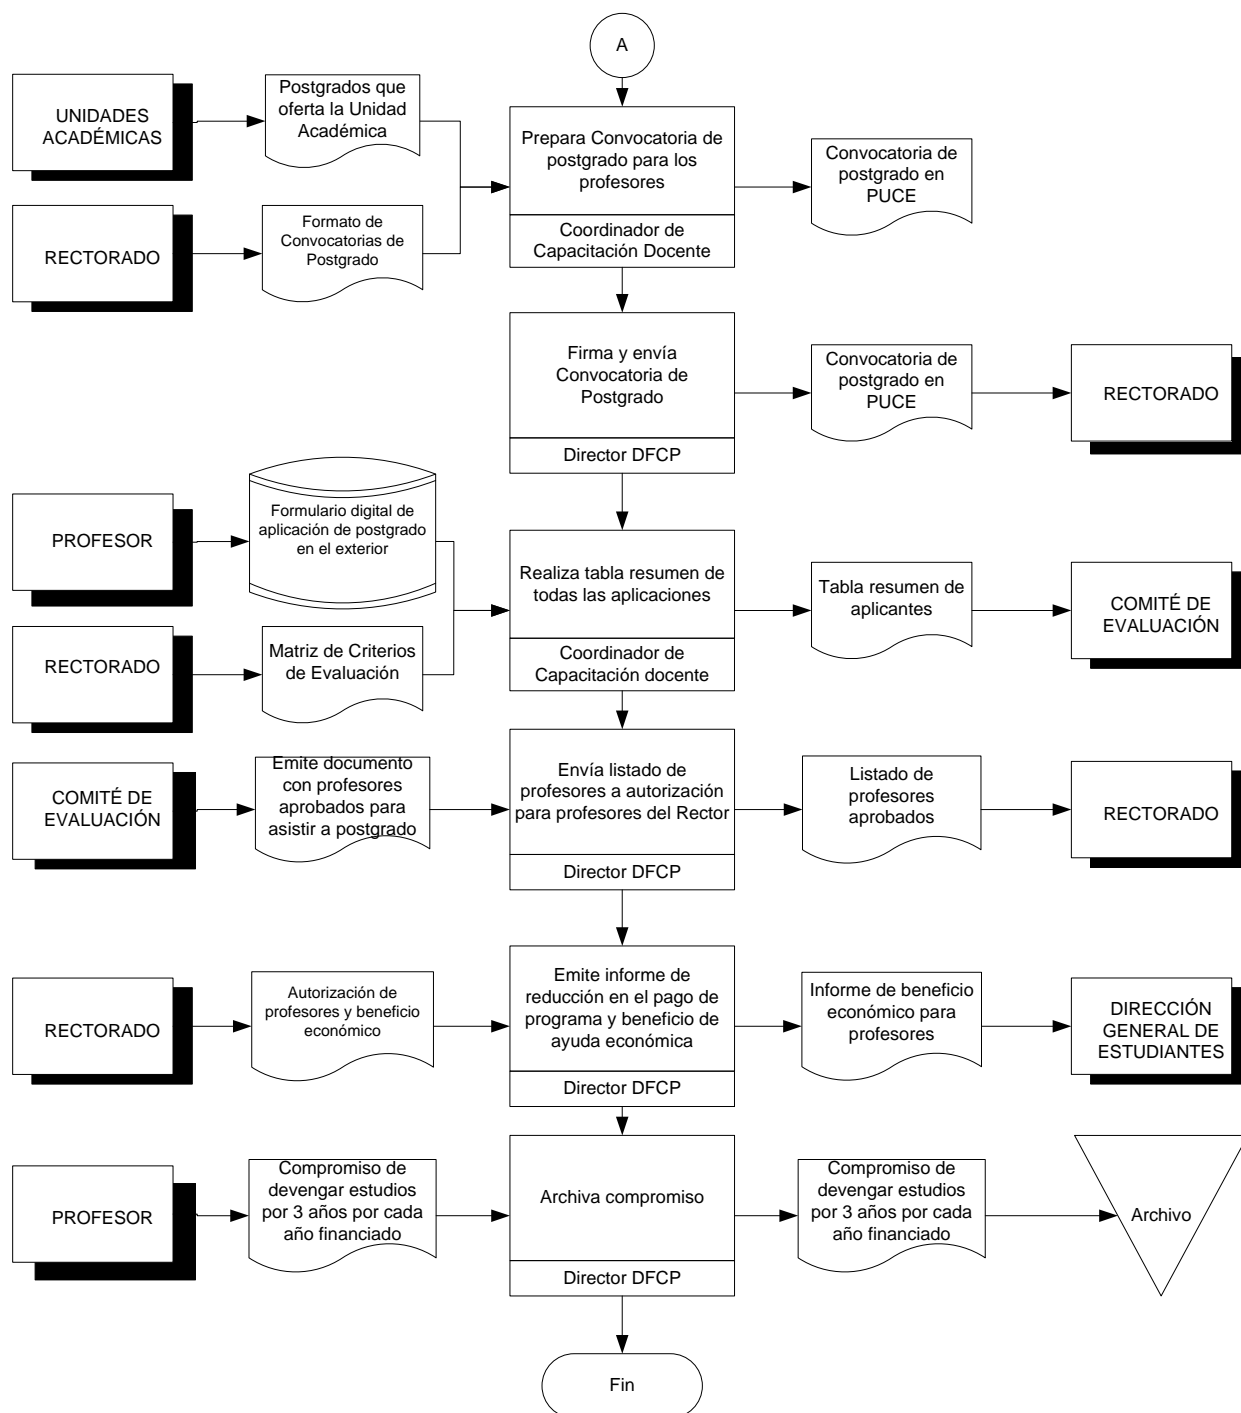 A
UNIDADES
ACADÉMICAS
Postgrados que
oferta la Unidad
Académica
Prepara Convocatoria de
postgrado para los
profesores
Coordinador de
Capacitación Docente
Convocatoria de
postgrado en
PUCE
RECTORADO
Formato de
Convocatorias de
Postgrado
Firma y envía
Convocatoria de
Postgrado
Director DFCP
Convocatoria de
postgrado en
PUCE
RECTORADO
PROFESOR
Formulario digital de
aplicación de postgrado
en el exterior
Realiza tabla resumen de
todas las aplicaciones
Coordinador de
Capacitación docente
Tabla resumen de
aplicantes
COMITÉ DE
EVALUACIÓN
RECTORADO
Matriz de Criterios
de Evaluación
COMITÉ DE
EVALUACIÓN
Emite documento
con profesores
aprobados para
asistir a postgrado
Envía listado de
profesores a autorización
para profesores del Rector
Director DFCP
Listado de
profesores
aprobados
RECTORADO
RECTORADO
Autorización de
profesores y beneficio
económico
Emite informe de
reducción en el pago de
programa y beneficio de
ayuda económica
Director DFCP
Informe de beneficio
económico para
profesores
DIRECCIÓN
GENERAL DE
ESTUDIANTES
PROFESOR
Compromiso de
devengar estudios
por 3 años por cada
año financiado
Archiva compromiso
Director DFCP
Compromiso de
devengar estudios
por 3 años por cada
año financiado
Archivo
Fin